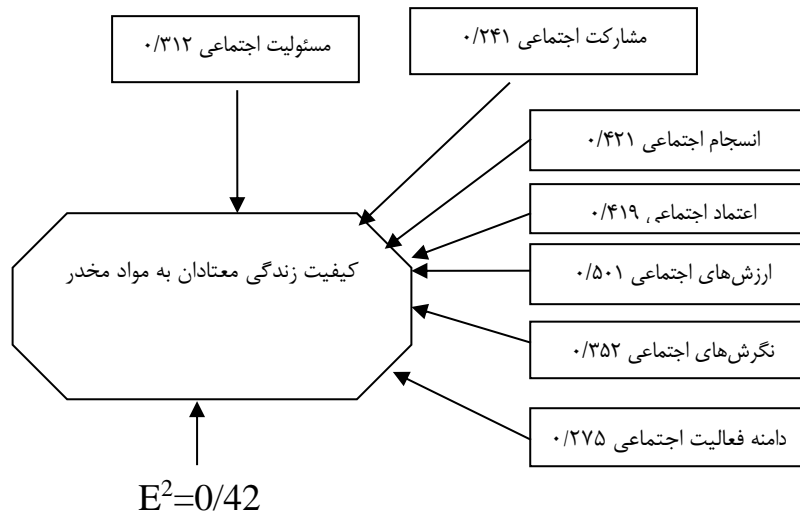 مسئولیت اجتماعی ۰/۳۱۲
مشارکت اجتماعی ۰/۲۴۱
انسجام اجتماعی ۰/۴۲۱
اعتماد اجتماعی ۰/۴۱۹
ارزش‌های اجتماعی ۰/۵۰۱
نگرش‌های اجتماعی ۰/۳۵۲
دامنه فعالیت اجتماعی ۰/۲۷۵
کیفیت زندگی معتادان به مواد مخدر
E²=0/42